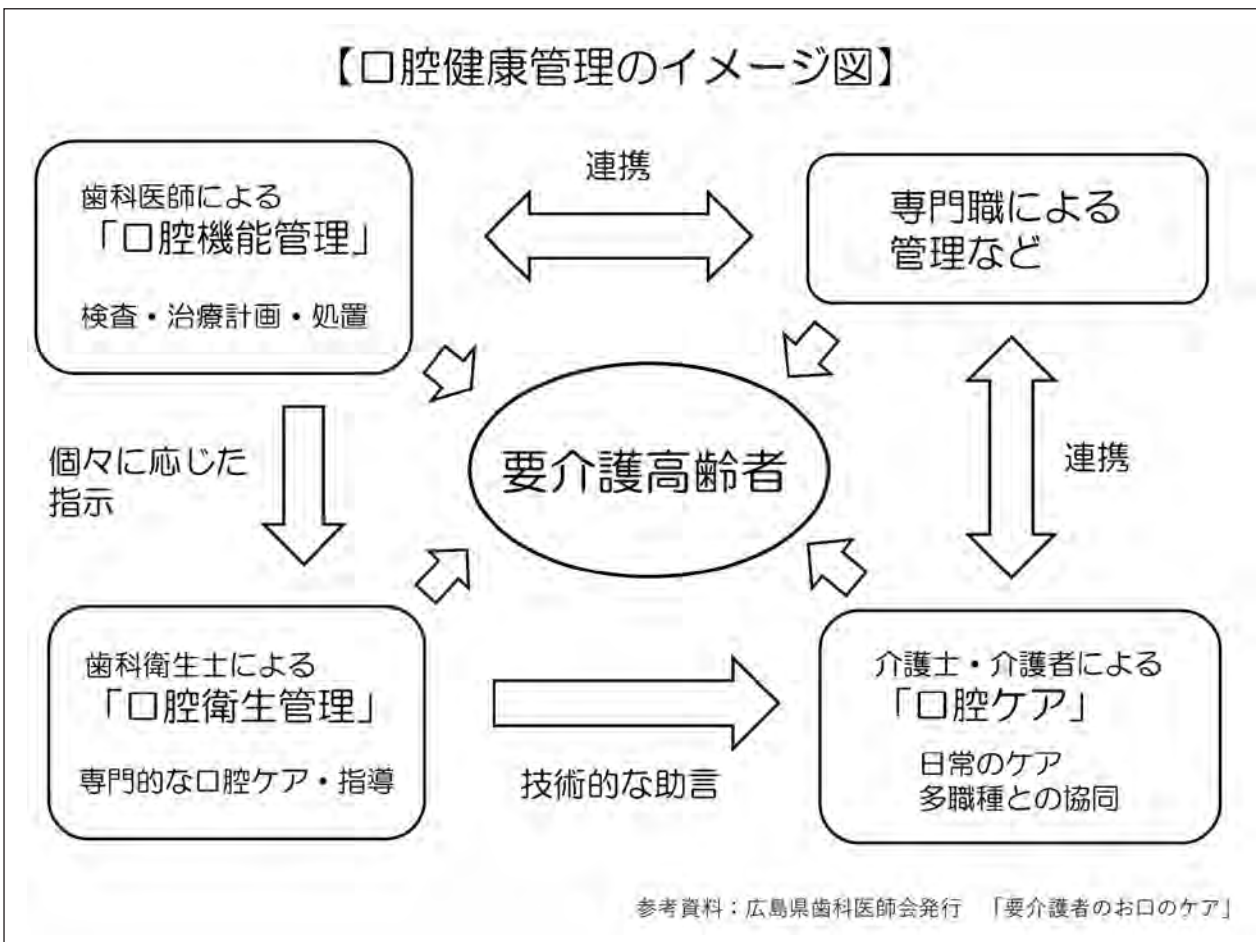 【口腔健康管理のイメージ図】
歯科医師による
「口腔機能管理」
検査・治療計画・処置
連携
専門職による
管理など
個々に応じた
指示
要介護高齢者
連携
歯科衛生士による
「口腔衛生管理」
専門的な口腔ケア・指導
技術的な助言
介護士・介護者による
「口腔ケア」
日常のケア
多職種との協同
参考資料：広島県歯科医師会発行　「要介護者のお口のケア」